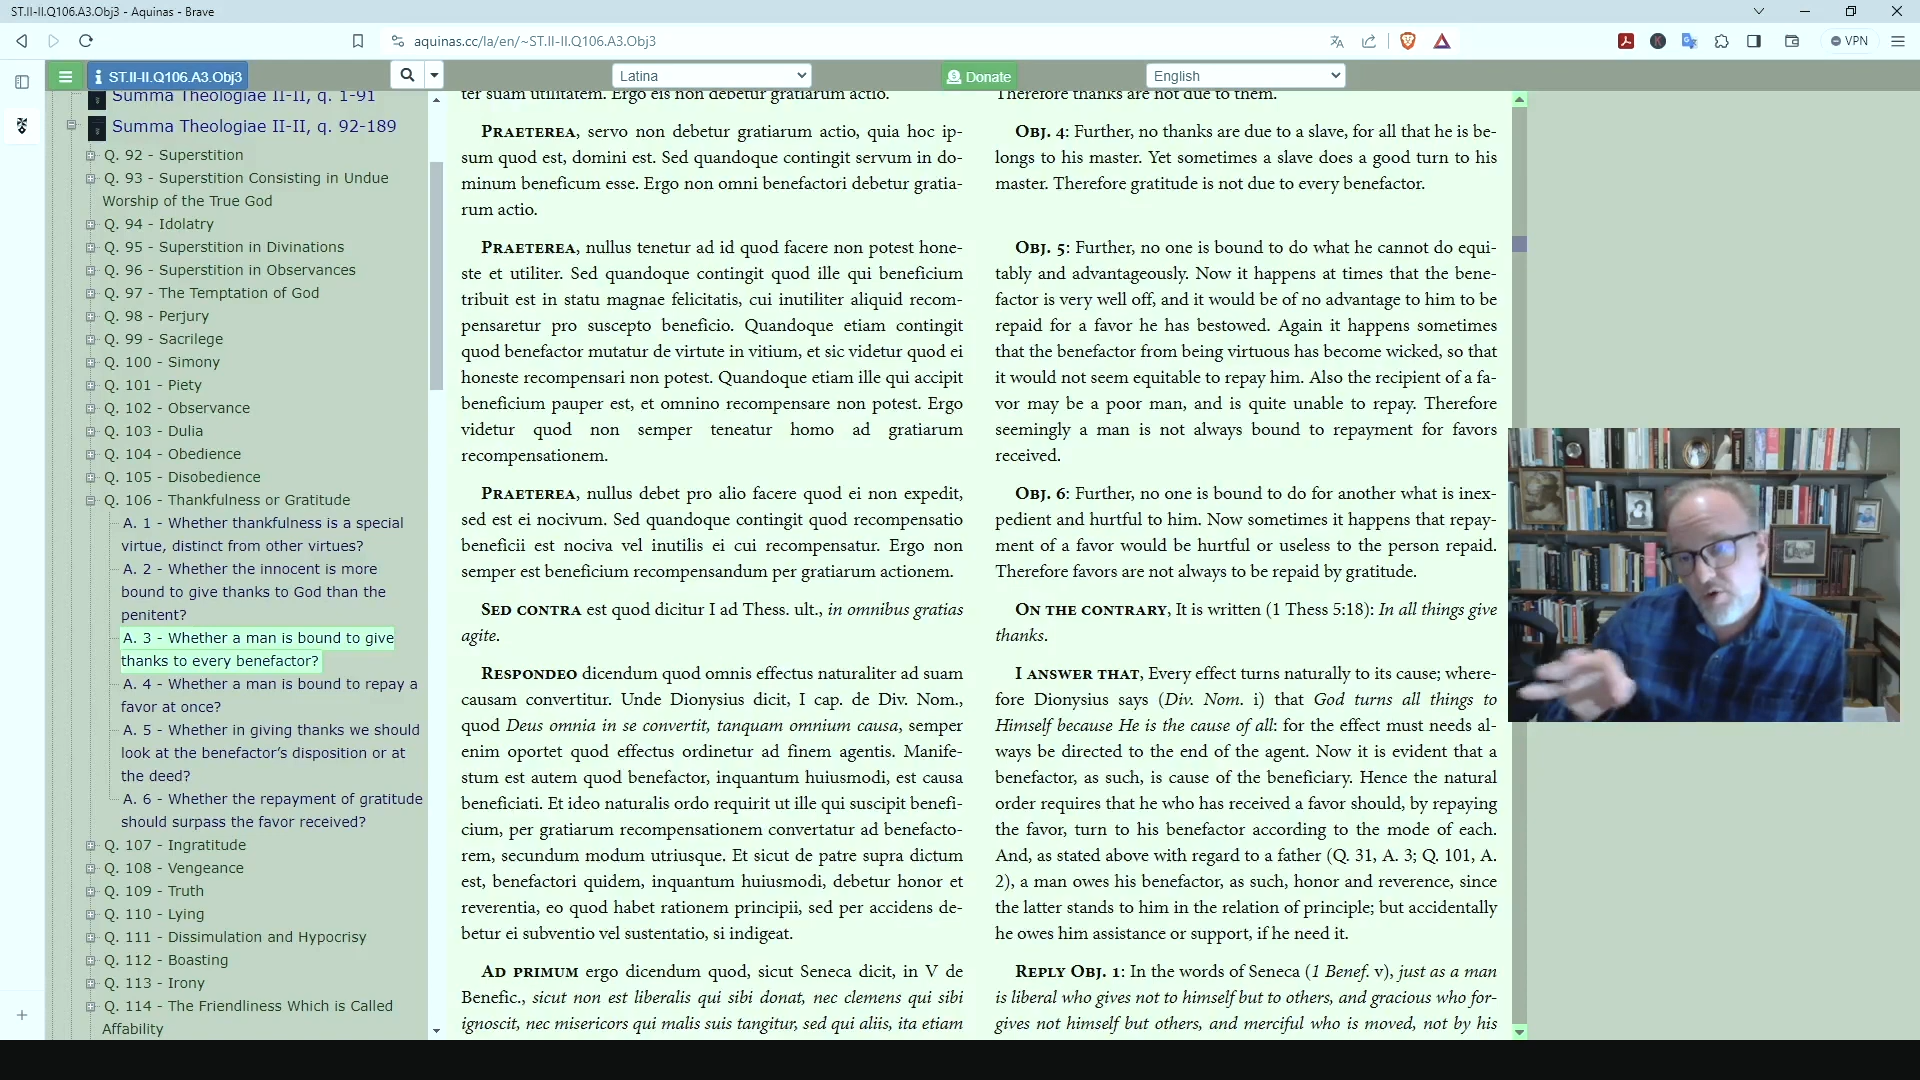 ST.II-II.Q106.A3.Obj3 - Aquinas - Brave
aquinas.cc/la/en/~ST.II-II.Q106.A3.Obj3
VPN
ST.II-II.Q106.A3.Obj3
Latina
Donate
English
Summa Theologiae II-II, q. 1-91
Summa Theologiae II-II, q. 92-189
Q. 92 - Superstition
Q. 93 - Superstition Consisting in Undue
Worship of the True God
Q. 94 - Idolatry
Q. 95 - Superstition in Divinations
Q. 96 - Superstition in Observances
Q. 97 - The Temptation of God
Q. 98 - Perjury
Q. 99 - Sacrilege
Q. 100 - Simony
Q. 101 - Piety
Q. 102 - Observance
Q. 103 - Dulia
Q. 104 - Obedience
Q. 105 - Disobedience
Q. 106 - Thankfulness or Gratitude
A. 1 - Whether thankfulness is a special
virtue, distinct from other virtues?
A. 2 - Whether the innocent is more
bound to give thanks to God than the
penitent?
A. 3 - Whether a man is bound to give
thanks to every benefactor?
A. 4 - Whether a man is bound to repay a
favor at once?
A. 5 - Whether in giving thanks we should
look at the benefactor’s disposition or at
the deed?
A. 6 - Whether the repayment of gratitude
should surpass the favor received?
Q. 107 - Ingratitude
Q. 108 - Vengeance
Q. 109 - Truth
Q. 110 - Lying
Q. 111 - Dissimulation and Hypocrisy
Q. 112 - Boasting
Q. 113 - Irony
Q. 114 - The Friendliness Which is Called
Affability
ter suam utilitatem. Ergo eis non debetur gratiarum actio.
PRAETEREA, servo non debetur gratiarum actio, quia hoc ip-
sum quod est, domini est. Sed quandoque contingit servum in do-
minum beneficum esse. Ergo non omni benefactori debetur gratia-
rum actio.
PRAETEREA, nullus tenetur ad id quod facere non potest hone-
ste et utiliter. Sed quandoque contingit quod ille qui beneficium
tribuit est in statu magnae felicitatis, cui inutiliter aliquid recom-
pensaretur pro suscepto beneficio. Quandoque etiam contingit
quod benefactor mutatur de virtute in vitium, et sic videtur quod ei
honeste recompensari non potest. Quandoque etiam ille qui accipit
beneficium pauper est, et omnino recompensare non potest. Ergo
videtur quod non semper teneatur homo ad gratiarum
recompensationem.
PRAETEREA, nullus debet pro alio facere quod ei non expedit,
sed est ei nocivum. Sed quandoque contingit quod recompensatio
beneficii est nociva vel inutilis ei cui recompensatur. Ergo non
semper est beneficium recompensandum per gratiarum actionem.
SED CONTRA est quod dicitur I ad Thess. ult., in omnibus gratias
agite.
RESPONDEO dicendum quod omnis effectus naturaliter ad suam
causam convertitur. Unde Dionysius dicit, I cap. de Div. Nom.,
quod Deus omnia in se convertit, tanquam omnium causa, semper
enim oportet quod effectus ordinetur ad finem agentis. Manife-
stum est autem quod benefactor, inquantum huiusmodi, est causa
beneficiati. Et ideo naturalis ordo requirit ut ille qui suscipit benefi-
cium, per gratiarum recompensationem convertatur ad benefacto-
rem, secundum modum utriusque. Et sicut de patre supra dictum
est, benefactori quidem, inquantum huiusmodi, debetur honor et
reverentia, eo quod habet rationem principii, sed per accidens de-
betur ei subventio vel sustentatio, si indigeat.
AD PRIMUM ergo dicendum quod, sicut Seneca dicit, in V de
Benefic., sicut non est liberalis qui sibi donat, nec clemens qui sibi
ignoscit, nec misericors qui malis suis tangitur, sed qui aliis, ita etiam
Therefore thanks are not due to them.
OBJ. 4: Further, no thanks are due to a slave, for all that he is be-
longs to his master. Yet sometimes a slave does a good turn to his
master. Therefore gratitude is not due to every benefactor.
OBJ. 5: Further, no one is bound to do what he cannot do equi-
tably and advantageously. Now it happens at times that the bene-
factor is very well off, and it would be of no advantage to him to be
repaid for a favor he has bestowed. Again it happens sometimes
that the benefactor from being virtuous has become wicked, so that
it would not seem equitable to repay him. Also the recipient of a fa-
vor may be a poor man, and is quite unable to repay. Therefore
seemingly a man is not always bound to repayment for favors
received.
OBJ. 6: Further, no one is bound to do for another what is inex-
pedient and hurtful to him. Now sometimes it happens that repay-
ment of a favor would be hurtful or useless to the person repaid.
Therefore favors are not always to be repaid by gratitude.
ON THE CONTRARY, It is written (1 Thess 5:18): In all things give
thanks.
I ANSWER THAT, Every effect turns naturally to its cause; where-
fore Dionysius says (Div. Nom. i) that God turns all things to
Himself because He is the cause of all: for the effect must needs al-
ways be directed to the end of the agent. Now it is evident that a
benefactor, as such, is cause of the beneficiary. Hence the natural
order requires that he who has received a favor should, by repaying
the favor, turn to his benefactor according to the mode of each.
And, as stated above with regard to a father (Q. 31, A. 3; Q. 101, A.
2), a man owes his benefactor, as such, honor and reverence, since
the latter stands to him in the relation of principle; but accidentally
he owes him assistance or support, if he need it.
REPLY OBJ. 1: In the words of Seneca (1 Benef. v), just as a man
is liberal who gives not to himself but to others, and gracious who for-
gives not himself but others, and merciful who is moved, not by his